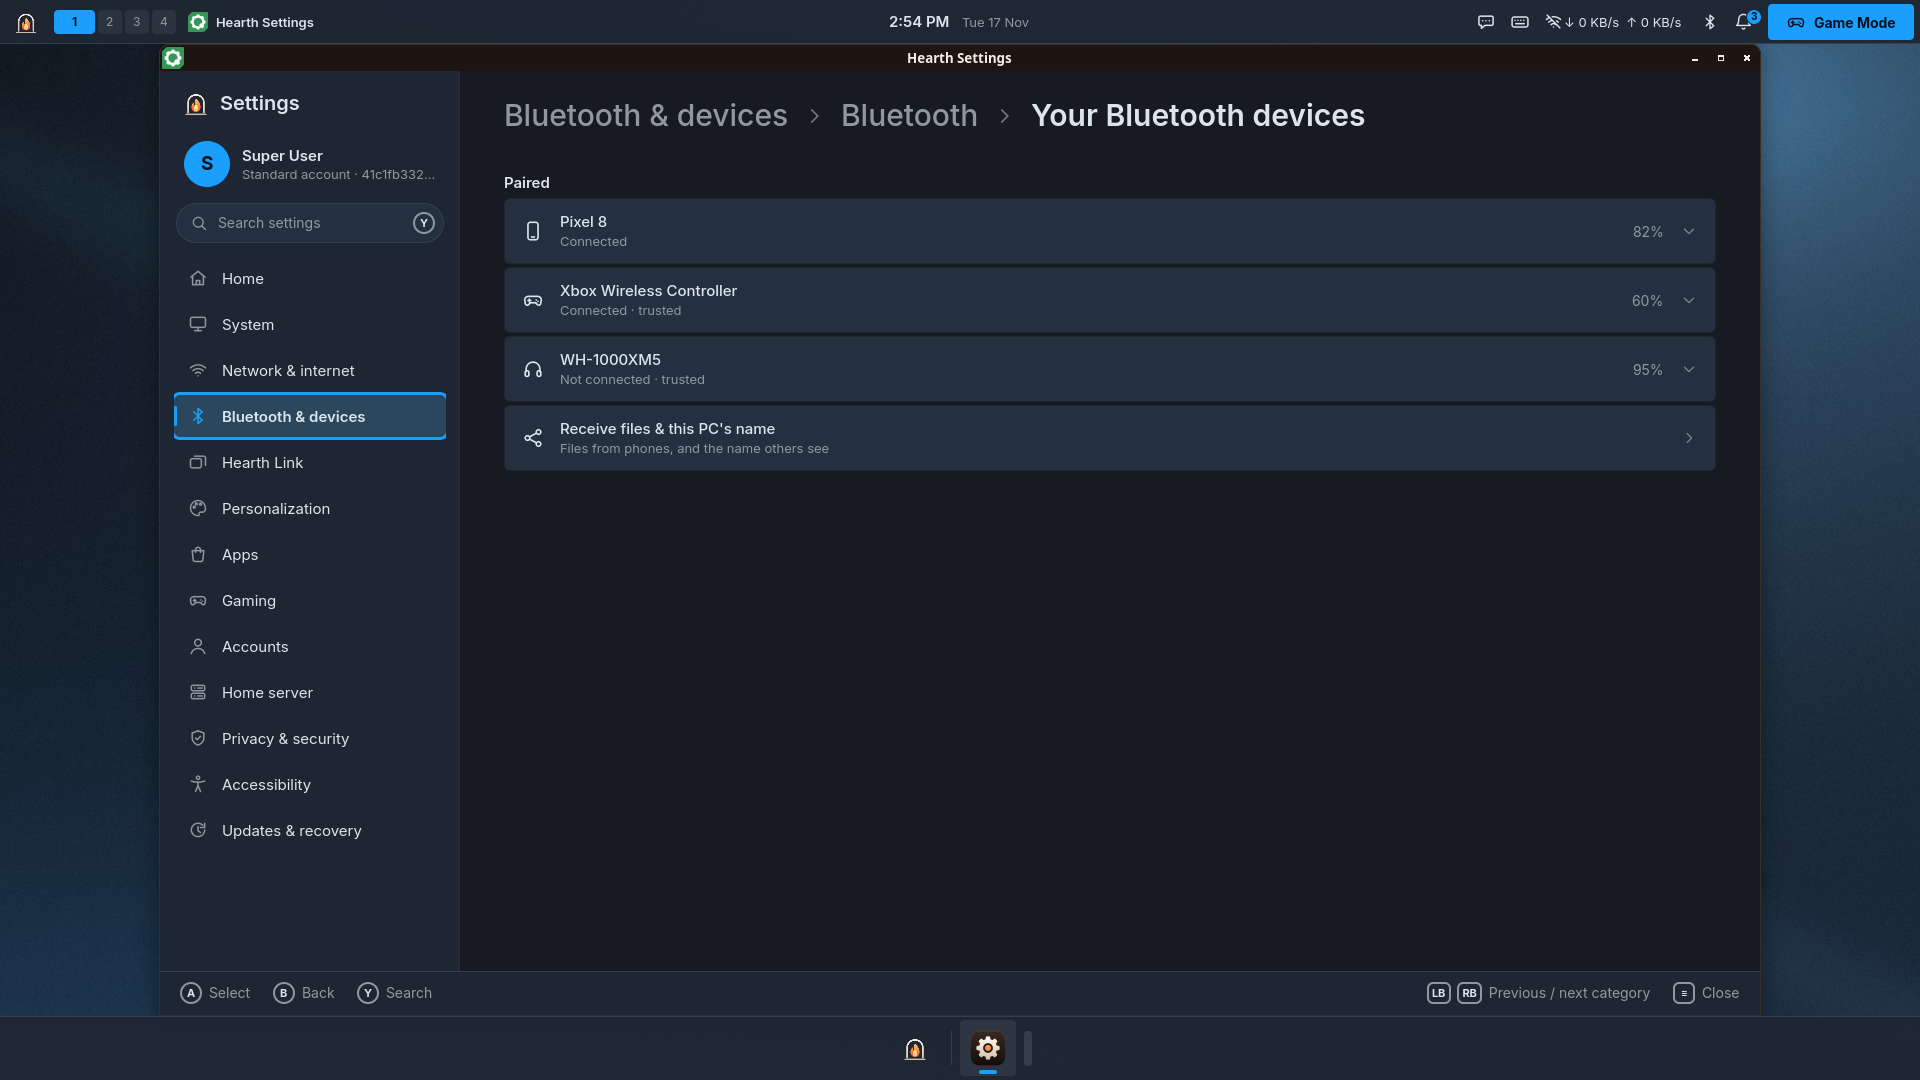 1 2 3 4 Hearth Settings
2:54 PM Tue 17 Nov
↓ 0 KB/s ↑ 0 KB/s
3
Game Mode
Hearth Settings
Settings
S
Super User
Standard account · 41c1fb332...
Search settings Y
Home
System
Network & internet
Bluetooth & devices
Hearth Link
Personalization
Apps
Gaming
Accounts
Home server
Privacy & security
Accessibility
Updates & recovery
Bluetooth & devices > Bluetooth > Your Bluetooth devices
Paired
Pixel 8
Connected
82%
Xbox Wireless Controller
Connected · trusted
60%
WH-1000XM5
Not connected · trusted
95%
Receive files & this PC's name
Files from phones, and the name others see
A Select B Back Y Search
LB RB Previous / next category ≡ Close